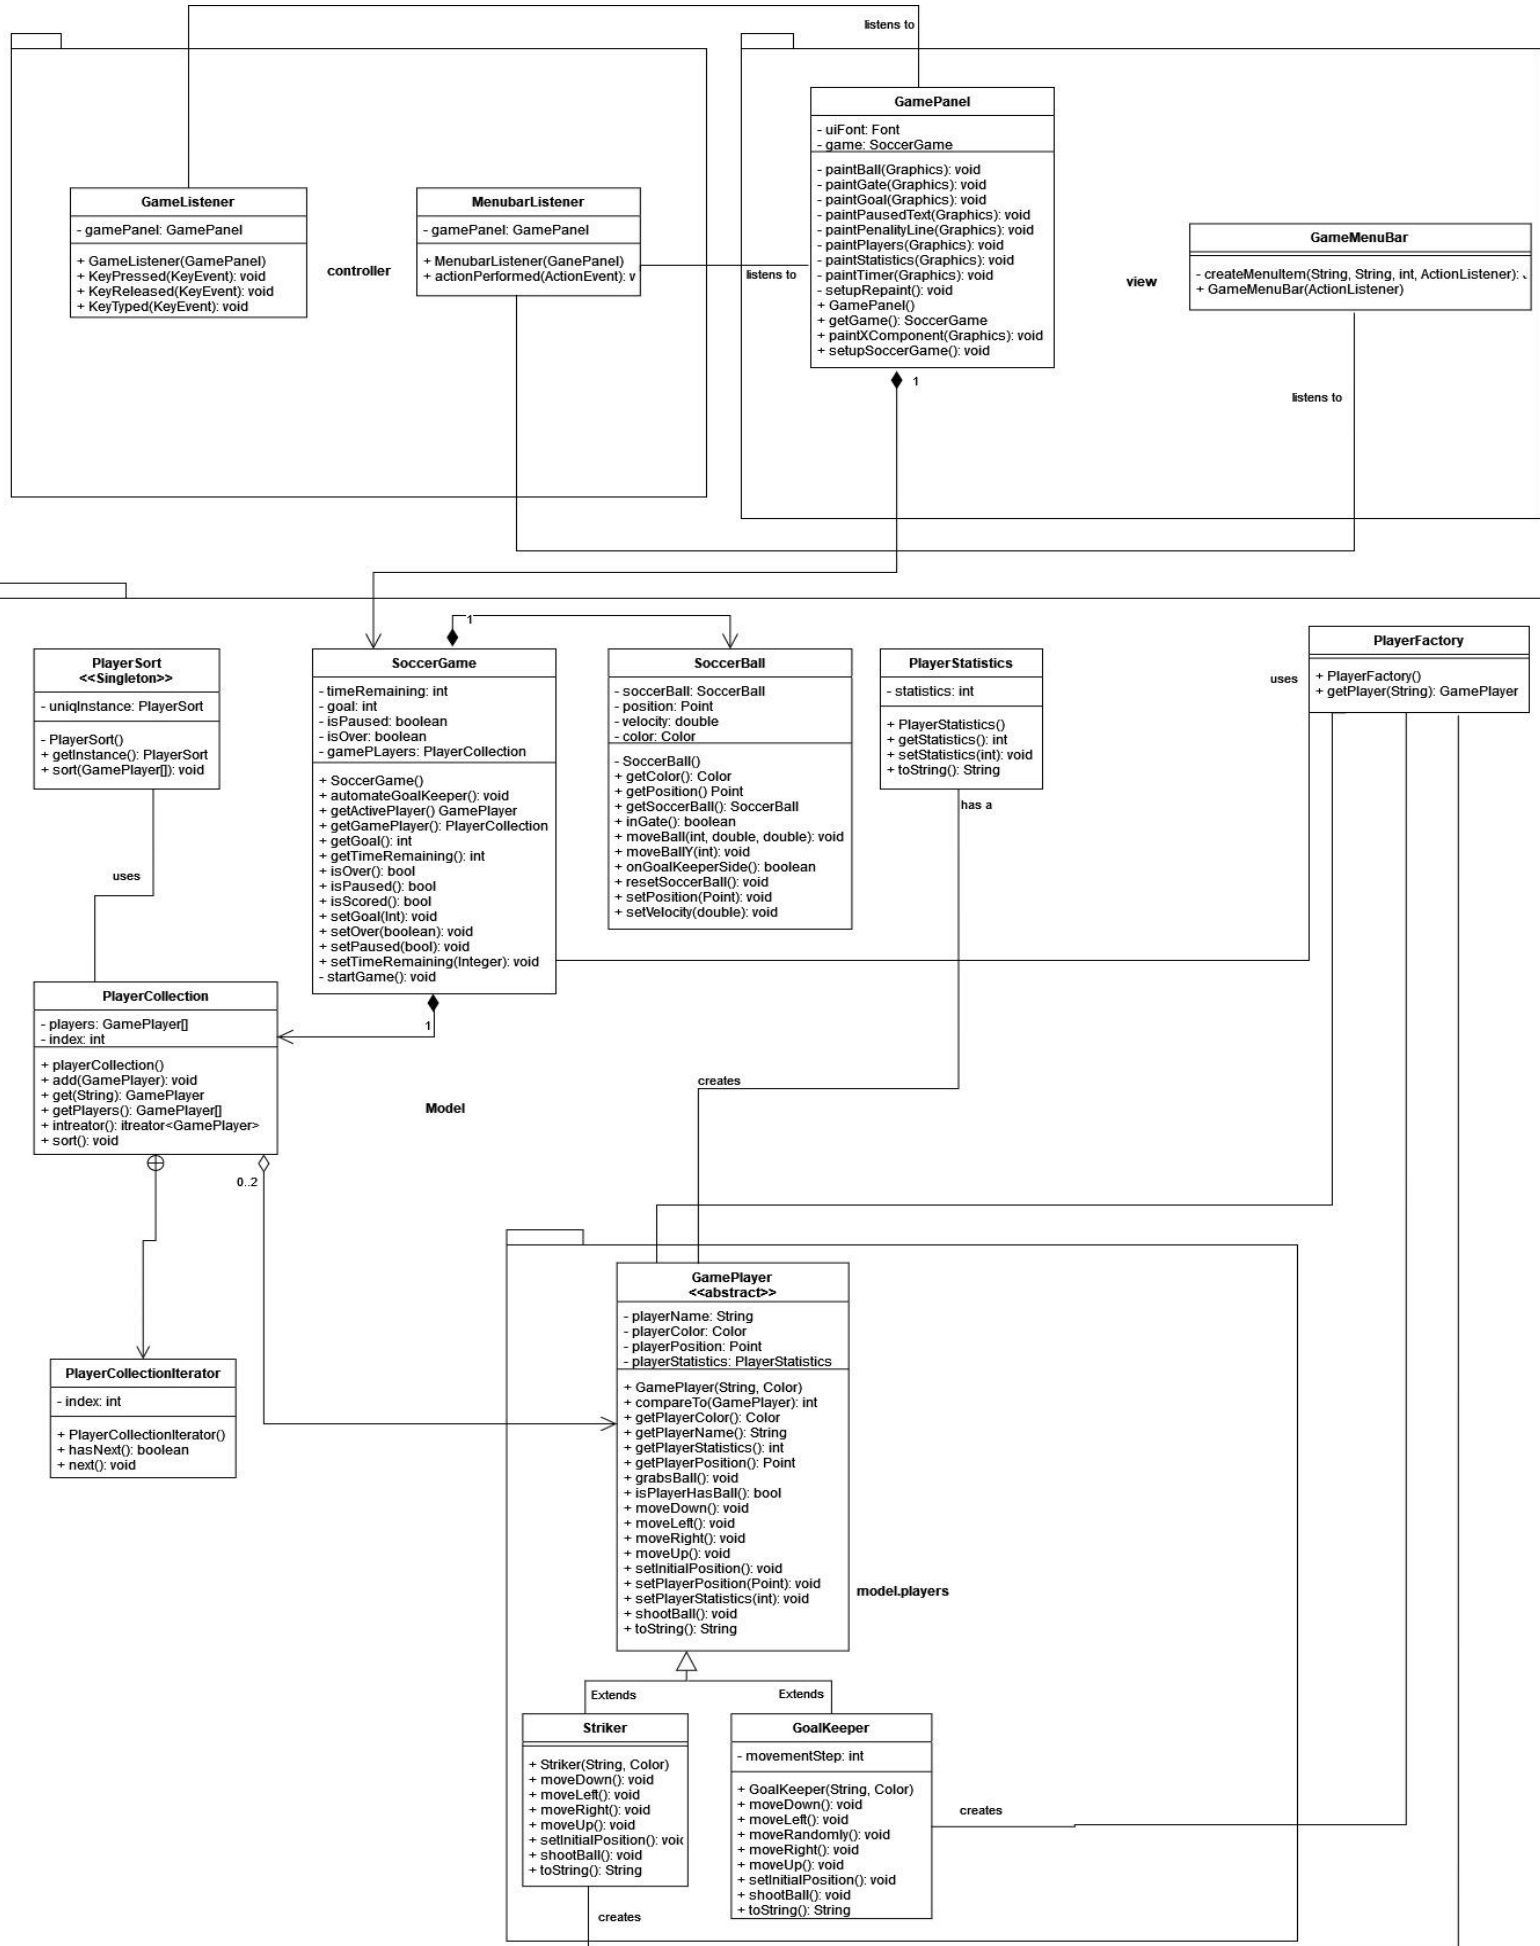 listens to
GamePanel
- uiFont: Font
- game: SoccerGame
- paintBall(Graphics): void
- paintGate(Graphics): void
- paintGoal(Graphics): void
- paintPausedText(Graphics): void
- paintPenalityLine(Graphics): void
- paintPlayers(Graphics): void
- paintStatistics(Graphics): void
- paintTimer(Graphics): void
- setupRepaint(): void
+ GamePanel()
+ getGame(): SoccerGame
+ paintXComponent(Graphics): void
+ setupSoccerGame(): void
1
GameListener
- gamePanel: GamePanel
+ GameListener(GamePanel)
+ KeyPressed(KeyEvent): void
+ KeyReleased(KeyEvent): void
+ KeyTyped(KeyEvent): void
controller
MenubarListener
- gamePanel: GamePanel
+ MenubarListener(GanePanel)
+ actionPerformed(ActionEvent): v
listens to
view
GameMenuBar
- createMenuItem(String, String, int, ActionListener):
+ GameMenuBar(ActionListener)
listens to
PlayerSort
<<Singleton>>
- uniqInstance: PlayerSort
- PlayerSort()
+ getInstance(): PlayerSort
+ sort(GamePlayer[]): void
uses
1
SoccerGame
- timeRemaining: int
- goal: int
- isPaused: boolean
- isOver: boolean
- gamePLayers: PlayerCollection
+ SoccerGame()
+ automateGoalKeeper(): void
+ getActivePlayer() GamePlayer
+ getGamePlayer(): PlayerCollection
+ getGoal(): int
+ getTimeRemaining(): int
+ isOver(): bool
+ isPaused(): bool
+ isScored(): bool
+ setGoal(Int): void
+ setOver(boolean): void
+ setPaused(bool): void
+ setTimeRemaining(Integer): void
- startGame(): void
1
SoccerBall
- soccerBall: SoccerBall
- position: Point
- velocity: double
- color: Color
- SoccerBall()
+ getColor(): Color
+ getPosition() Point
+ getSoccerBall(): SoccerBall
+ inGate(): boolean
+ moveBall(int, double, double): void
+ moveBallY(int): void
+ onGoalKeeperSide(): boolean
+ resetSoccerBall(): void
+ setPosition(Point): void
+ setVelocity(double): void
PlayerStatistics
- statistics: int
+ PlayerStatistics()
+ getStatistics(): int
+ setStatistics(int): void
+ toString(): String
has a
creates
uses
PlayerFactory
+ PlayerFactory()
+ getPlayer(String): GamePlayer
PlayerCollection
- players: GamePlayer[]
- index: int
+ playerCollection()
+ add(GamePlayer): void
+ get(String): GamePlayer
+ getPlayers(): GamePlayer[]
+ intreator(): itreator<GamePlayer>
+ sort(): void
0..2
Model
PlayerCollectionIterator
- index: int
+ PlayerCollectionIterator()
+ hasNext(): boolean
+ next(): void
GamePlayer
<<abstract>>
- playerName: String
- playerColor: Color
- playerPosition: Point
- playerStatistics: PlayerStatistics
+ GamePlayer(String, Color)
+ compareTo(GamePlayer): int
+ getPlayerColor(): Color
+ getPlayerName(): String
+ getPlayerStatistics(): int
+ getPlayerPosition(): Point
+ grabsBall(): void
+ isPlayerHasBall(): bool
+ moveDown(): void
+ moveLeft(): void
+ moveRight(): void
+ moveUp(): void
+ setInitialPosition(): void
+ setPlayerPosition(Point): void
+ setPlayerStatistics(int): void
+ shootBall(): void
+ toString(): String
model.players
Extends
Extends
Striker
+ Striker(String, Color)
+ moveDown(): void
+ moveLeft(): void
+ moveRight(): void
+ moveUp(): void
+ setInitialPosition(): voi
+ shootBall(): void
+ toString(): String
creates
GoalKeeper
- movementStep: int
+ GoalKeeper(String, Color)
+ moveDown(): void
+ moveLeft(): void
+ moveRandomly(): void
+ moveRight(): void
+ moveUp(): void
+ setInitialPosition(): void
+ shootBall(): void
+ toString(): String
creates